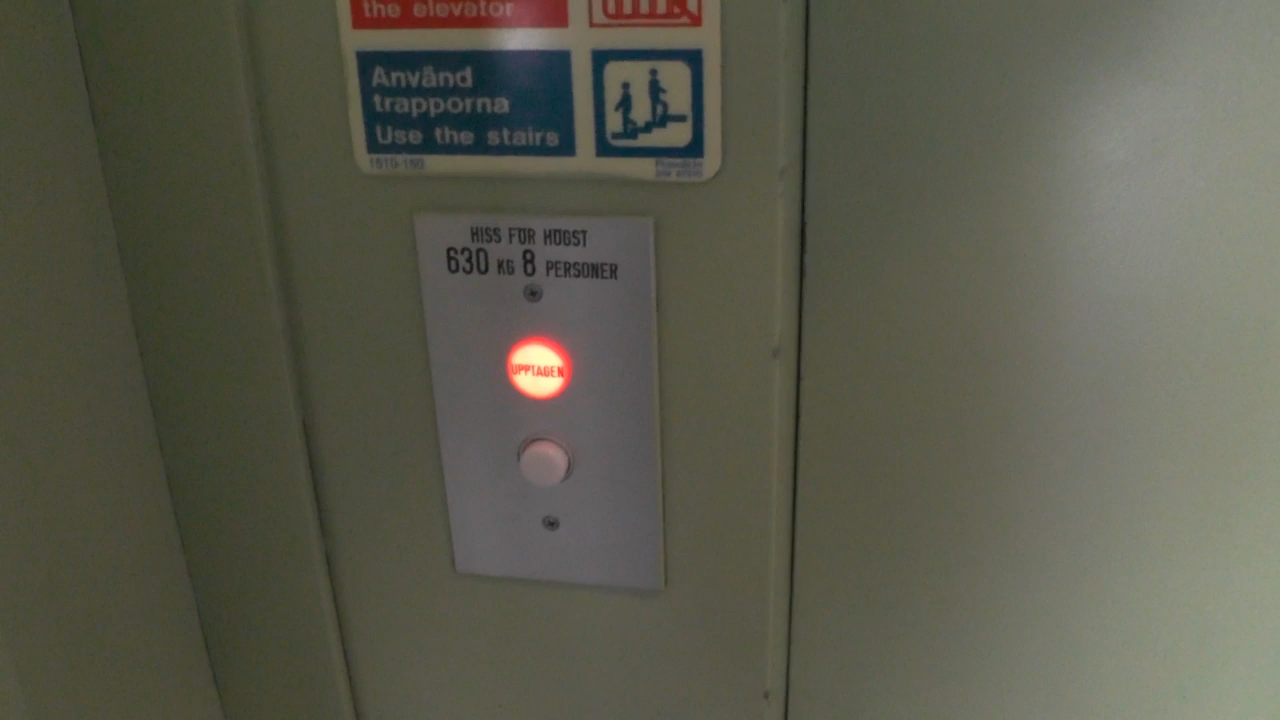 the elevator
Använd
trapporna
Use the stairs
HISS FÖR HÖGST
630 KG 8 PERSONER
UPPTAGEN